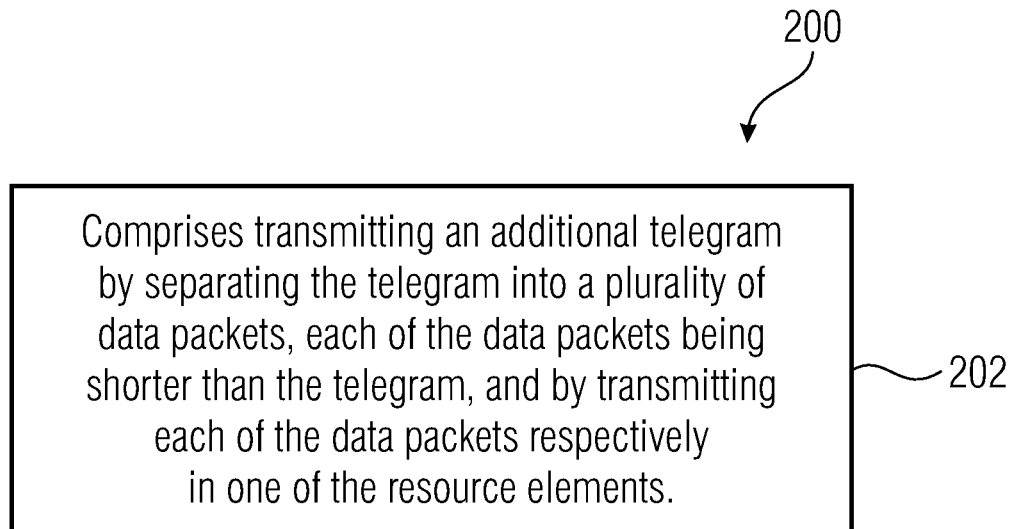 200
Comprises transmitting an additional telegram
by separating the telegram into a plurality of
data packets, each of the data packets being
shorter than the telegram, and by transmitting
each of the data packets respectively
in one of the resource elements.
202